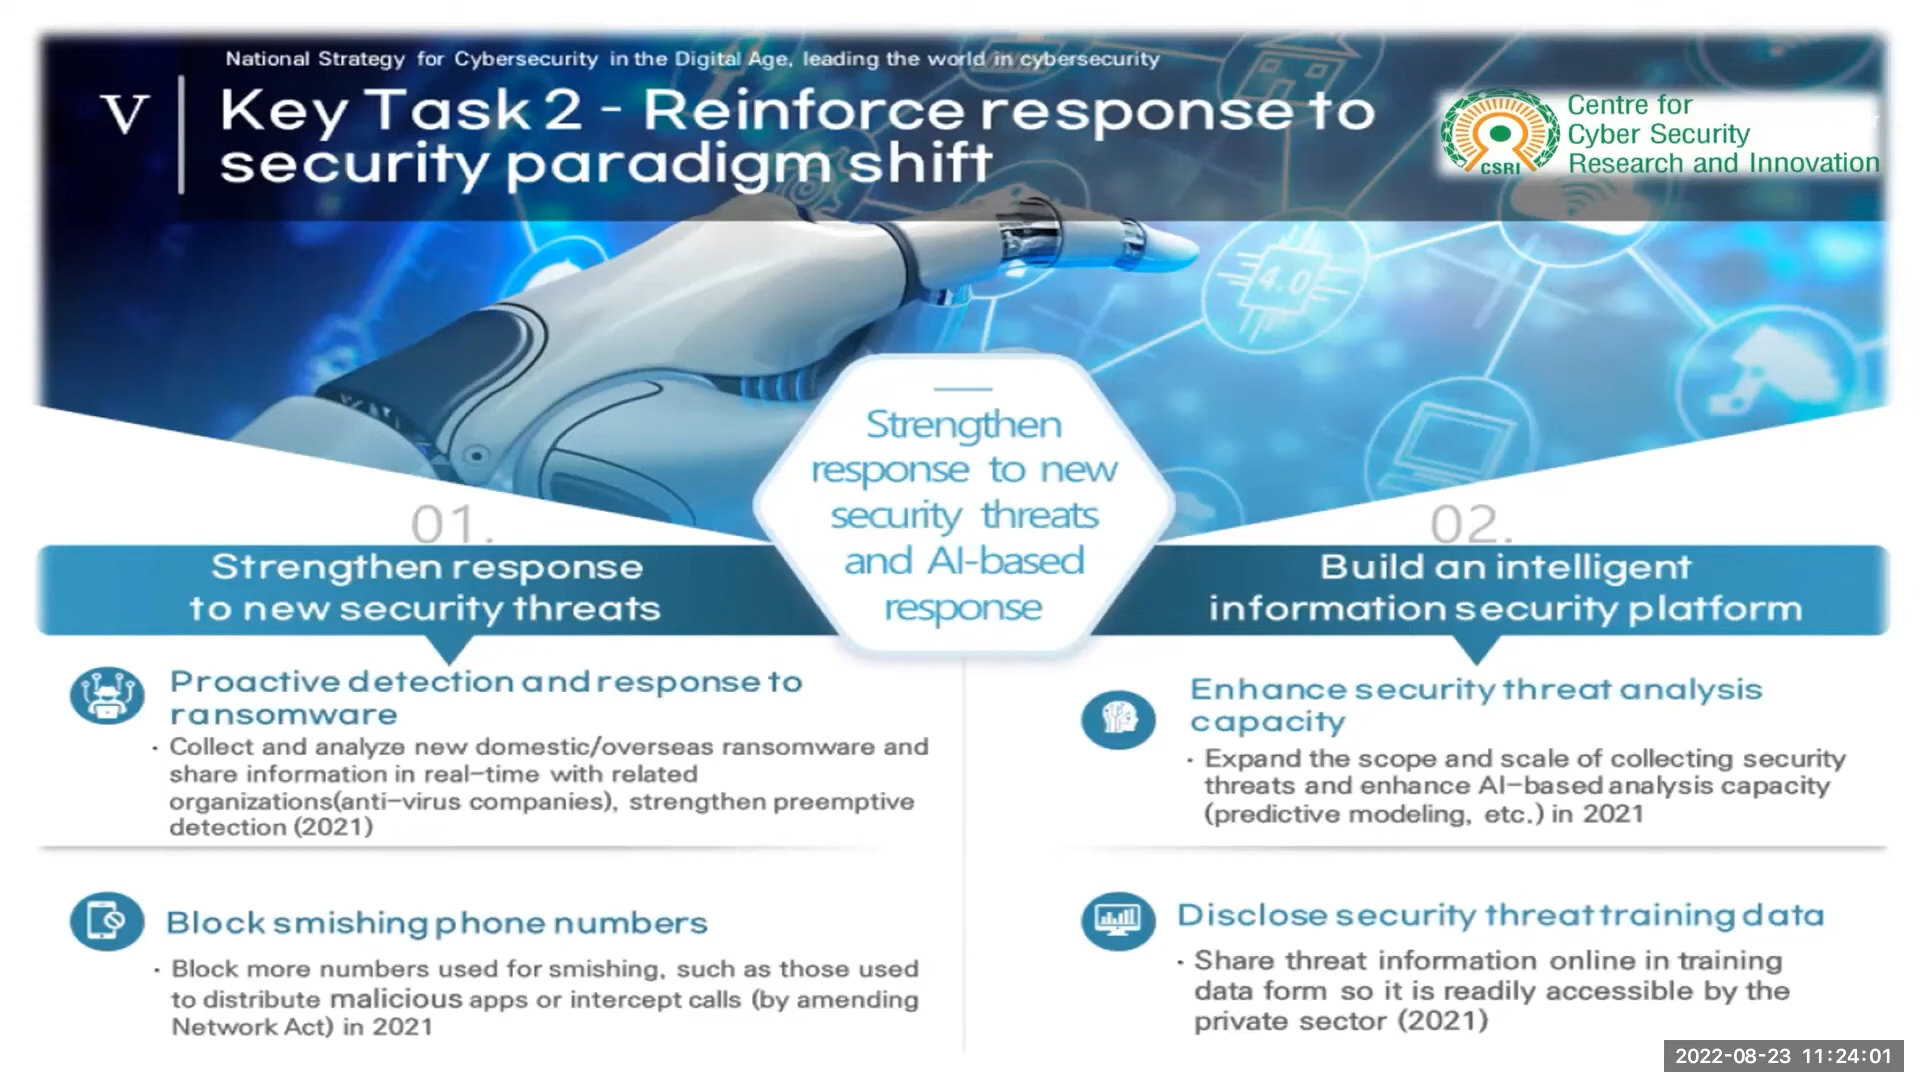 National Strategy for Cybersecurity in the Digital Age, leading the world in cybersecurity
V
Key Task 2 - Reinforce response to
security paradigm shift
CSRI
Centre for
Cyber Security
Research and Innovation
4.0
Strengthen
response to new
security threats
and AI-based
response
01.
Strengthen response
to new security threats
Proactive detection and response to
ransomware
· Collect and analyze new domestic/overseas ransomware and
share information in real-time with related
organizations(anti-virus companies), strengthen preemptive
detection (2021)
Block smishing phone numbers
· Block more numbers used for smishing, such as those used
to distribute malicious apps or intercept calls (by amending
Network Act) in 2021
02.
Build an intelligent
information security platform
Enhance security threat analysis
capacity
· Expand the scope and scale of collecting security
threats and enhance AI-based analysis capacity
(predictive modeling, etc.) in 2021
Disclose security threat training data
· Share threat information online in training
data form so it is readily accessible by the
private sector (2021)
2022-08-23 11:24:01